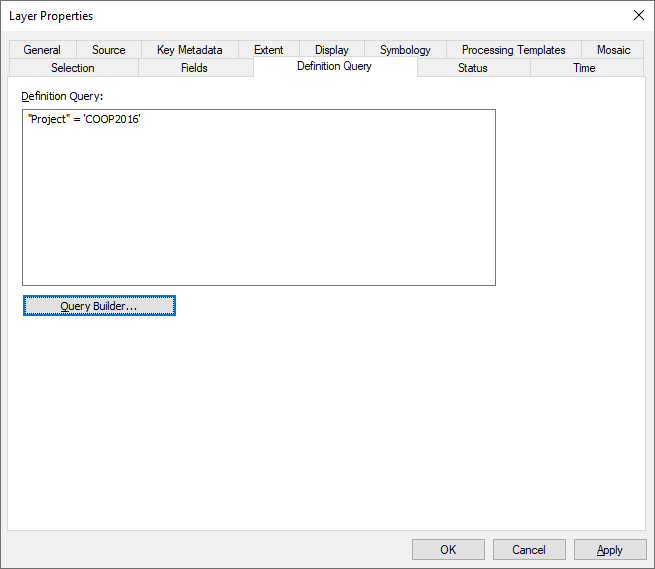 Layer Properties
General Source Key Metadata Extent Display Symbology Processing Templates Mosaic
Selection Fields Definition Query Status Time
Definition Query:
"Project" = 'COOP2016'
Query Builder...
OK Cancel Apply